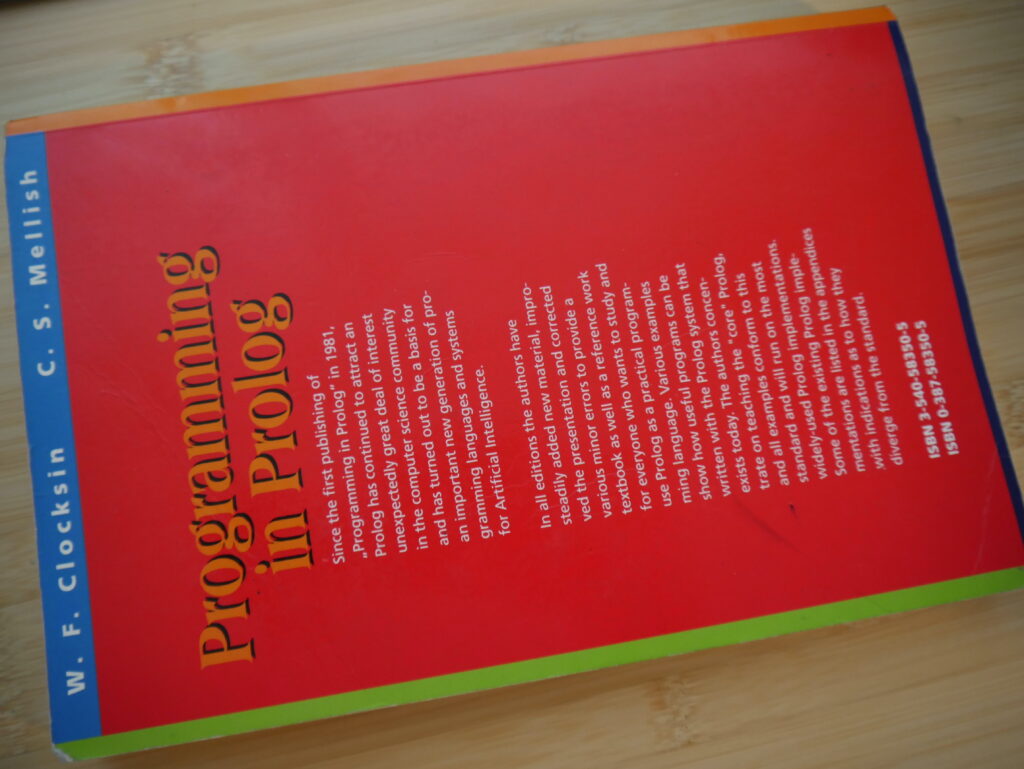 W. F. Clocksin C. S. Mellish
Programming
in Prolog
Since the first publishing of
„Programming in Prolog" in 1981,
Prolog has continued to attract an
unexpectedly great deal of interest
in the computer science community
and has turned out to be a basis for
an important new generation of pro-
gramming languages and systems
for Artificial Intelligence.
In all editions the authors have
steadily added new material, impro-
ved the presentation and corrected
various minor errors to provide a
textbook as well as a reference work
for everyone who wants to study and
use Prolog as a practical program-
ming language. Various examples
show how useful programs can be
written with the Prolog system that
exists today. The authors concen-
trate on teaching the "core" Prolog,
and all examples conform to this
standard and will run on the most
widely-used Prolog implementations.
Some of the existing Prolog imple-
mentations are listed in the appendices
with indications as to how they
diverge from the standard.
ISBN 3-540-58350-5
ISBN 0-387-58350-5